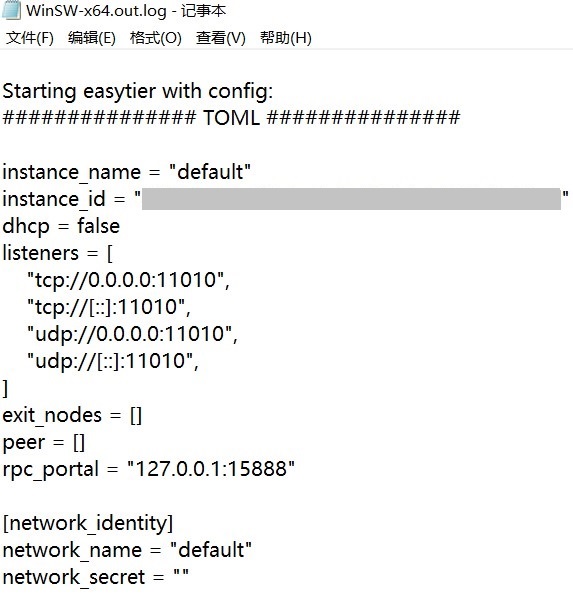 WinSW-x64.out.log - 记事本
文件(F) 编辑(E) 格式(O) 查看(V) 帮助(H)
Starting easytier with config:
############### TOML ###############
instance_name = "default"
instance_id = ""
dhcp = false
listeners = [
"tcp://0.0.0.0:11010",
"tcp://[::]:11010",
"udp://0.0.0.0:11010",
"udp://[::]:11010",
]
exit_nodes = []
peer = []
rpc_portal = "127.0.0.1:15888"
[network_identity]
network_name = "default"
network_secret = ""